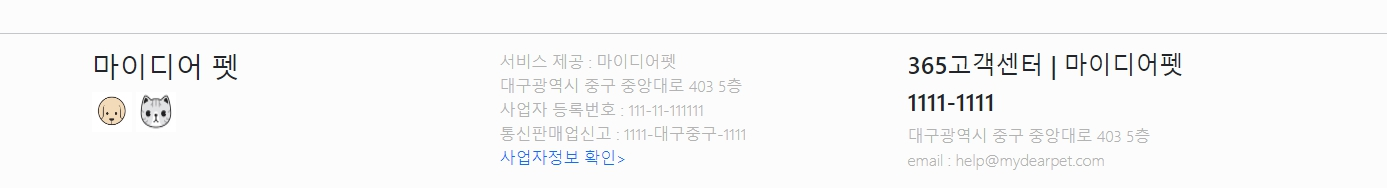 마이디어 펫
서비스 제공 : 마이디어펫
대구광역시 중구 중앙대로 403 5층
사업자 등록번호 : 111-11-111111
통신판매업신고 : 1111-대구중구-1111
사업자정보 확인>
365고객센터 | 마이디어펫
1111-1111
대구광역시 중구 중앙대로 403 5층
email : help@mydearpet.com